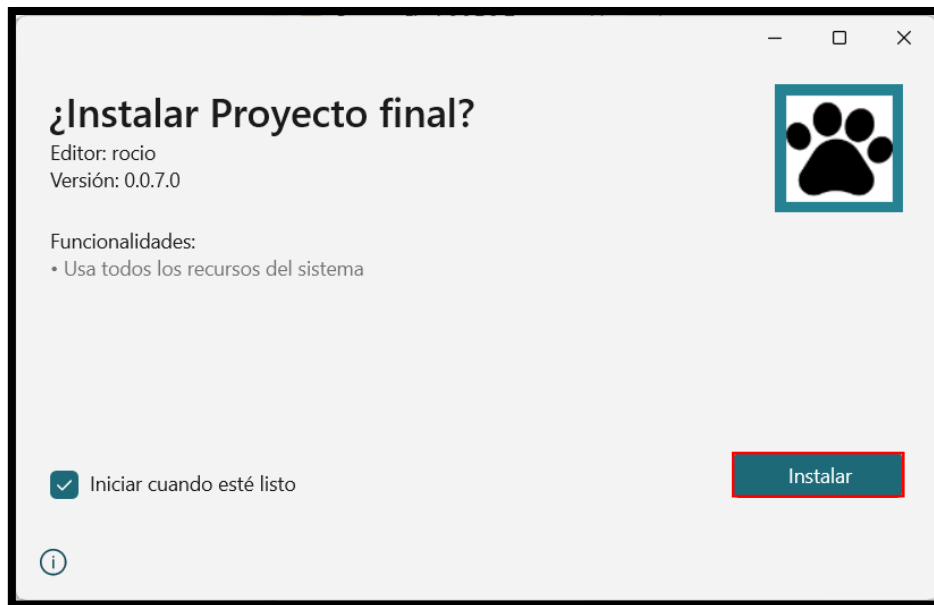 ¿Instalar Proyecto final?
Editor: rocio
Versión: 0.0.7.0
Funcionalidades:
• Usa todos los recursos del sistema
Iniciar cuando esté listo
Instalar